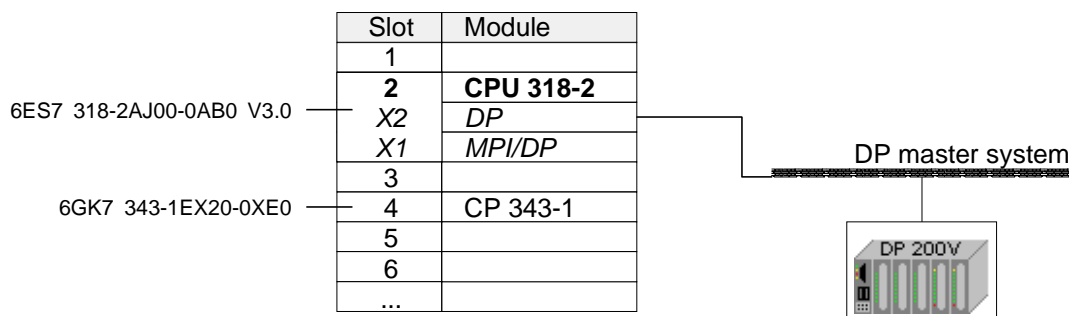 Slot Module
1
2 CPU 318-2
6ES7 318-2AJ00-0AB0 V3.0
X2 DP
X1 MPI/DP
DP master system
3
6GK7 343-1EX20-0XE0
4 CP 343-1
5
6
...
DP 200V